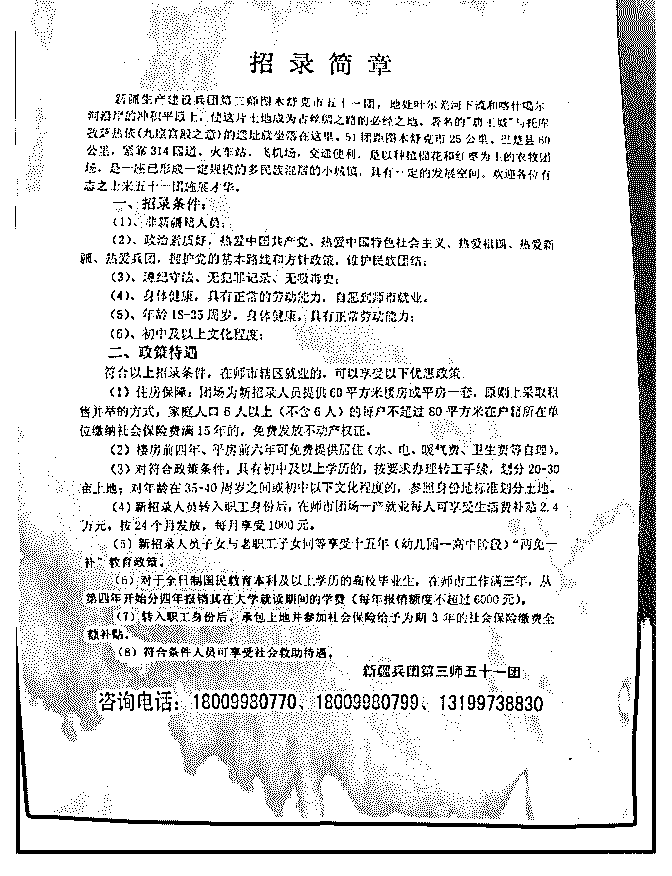 招录简章
新疆生产建设兵团第三师图木舒克市五十一团，地处叶尔羌河下流和喀什噶尔
河沿岸的冲积平原上，使这片土地成为古丝绸之路的必经之地。著名的“唐王城”与托库
孜萨热依(九座宫殿之意)的遗址就坐落在这里。51团距图木舒克市25公里、巴楚县60
公里，紧靠314国道、火车站，飞机场，交通便利，是以种植棉花和红枣为主的农牧团
场，是一座已形成一定规模的多民族混居的小城镇，具有一定的发展空间。欢迎各位有
志之士来五十一团施展才华。
一、招录条件：
(1)、非新疆籍人员；
(2)、政治素质好，热爱中国共产党、热爱中国特色社会主义、热爱祖国、热爱新
疆、热爱兵团，拥护党的基本路线和方针政策，维护民族团结；
(3)、遵纪守法、无犯罪记录、无吸毒史；
(4)、身体健康，具有正常的劳动能力，自愿到师市就业。
(5)、年龄18-35周岁，身体健康，具有正常劳动能力；
(6)、初中及以上文化程度；
二、政策待遇
符合以上招录条件，在师市辖区就业的，可以享受以下优惠政策.
(1)住房保障：团场为新招录人员提供60平方米楼房或平房一套，原则上采取租
售并举的方式，家庭人口6人以上（不含6人）的每户不超过80平方米在户籍所在单
位缴纳社会保险费满15年的，免费发放不动产权证。
(2)楼房前四年、平房前六年可免费提供居住（水、电、暖气费、卫生费等自理）。
(3)对符合政策条件，具有初中及以上学历的，按要求办理转工手续，划分20-30
亩土地；对年龄在35-40周岁之间或初中以下文化程度的，参照身份地标准划分土地。
(4)新招录人员转入职工身份后，在师市团场一产就业每人可享受生活费补贴2.4
万元，按24个月发放，每月享受1000元。
(5)新招录人员子女与老职工子女同等享受十五年（幼儿园--高中阶段）“两免一
补”教育政策。
(6)对于全日制国民教育本科及以上学历的高校毕业生，在师市工作满三年，从
第四年开始分四年报销其在大学就读期间的学费（每年报销额度不超过6000元）。
(7)转入职工身份后，承包土地并参加社会保险给予为期3年的社会保险缴费全
额补贴。
(8)符合条件人员可享受社会救助待遇。
新疆兵团第三师五十一团
咨询电话：18009980770、18009980799、13199738830